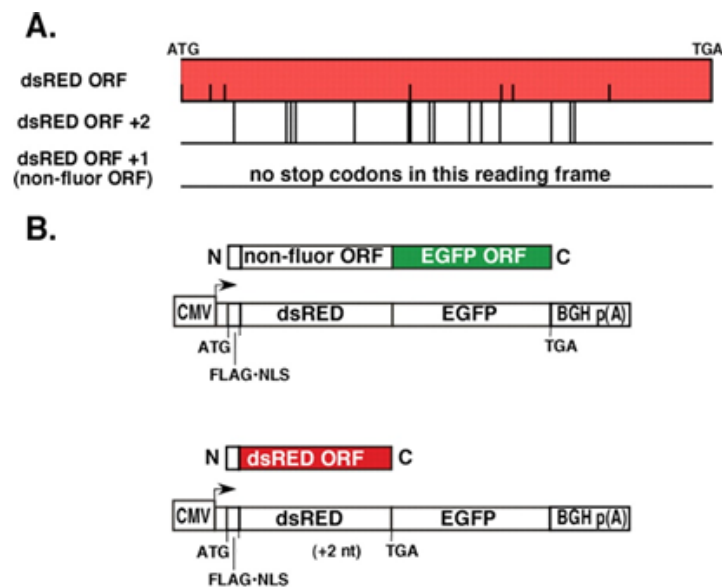 A.
ATG TGA
dsRED ORF
dsRED ORF +2
dsRED ORF +1
(non-fluor ORF) no stop codons in this reading frame
B.
N non-fluor ORF EGFP ORF C
CMV dsRED EGFP BGH p(A)
ATG TGA
FLAG·NLS
N dsRED ORF C
CMV dsRED EGFP BGH p(A)
ATG (+2 nt) TGA
FLAG·NLS